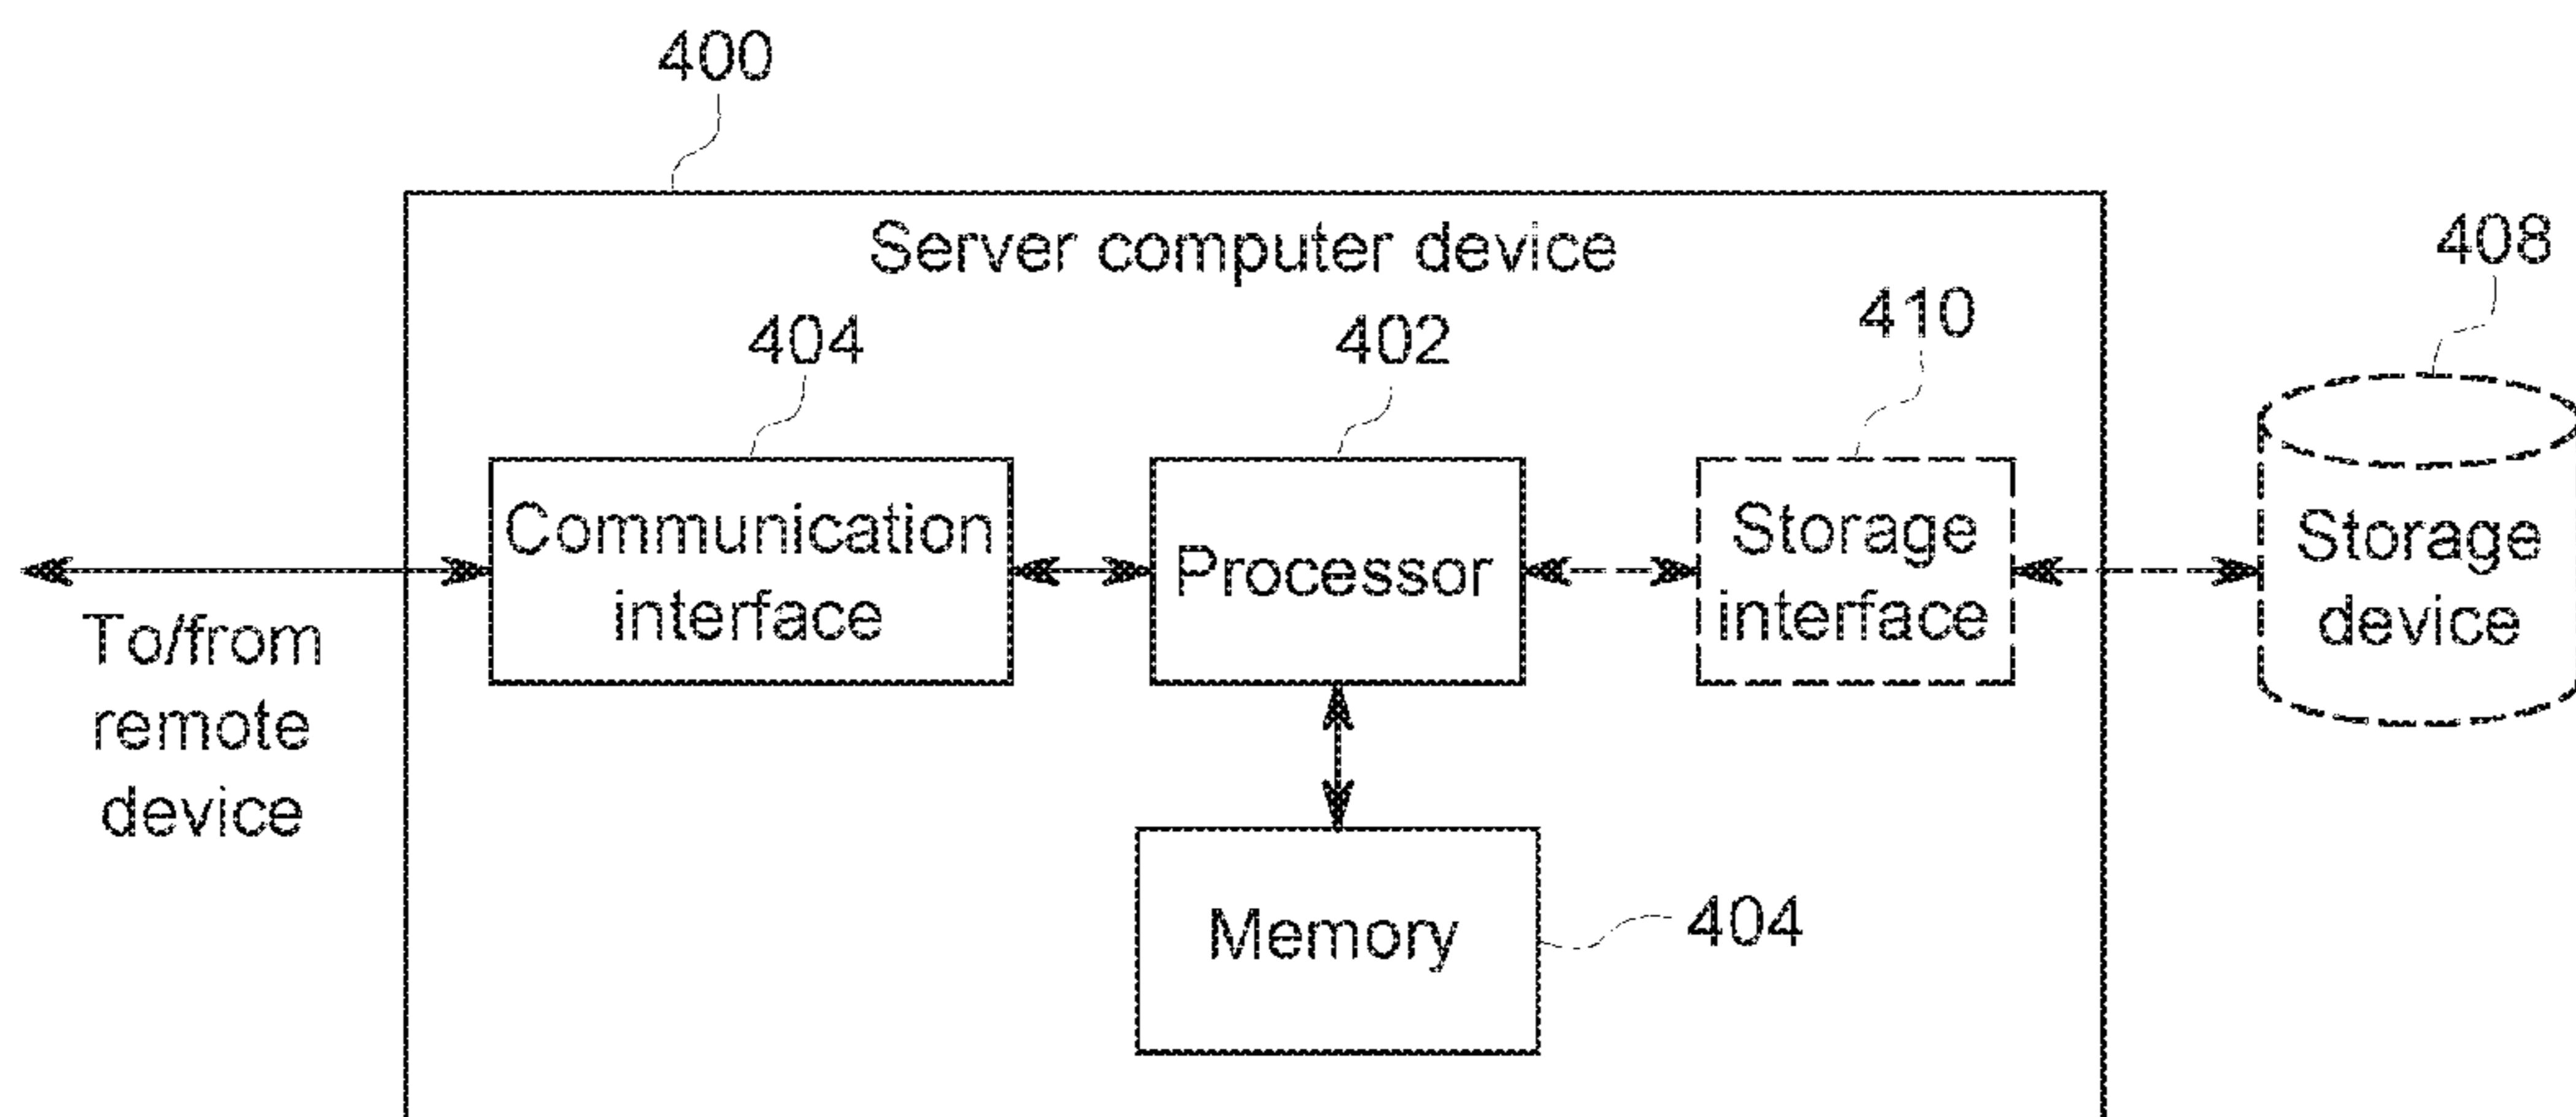 400
Server computer device
408
404
402
410
Communication
interface
Processor
Storage
interface
Storage
device
To/from
remote
device
Memory
404